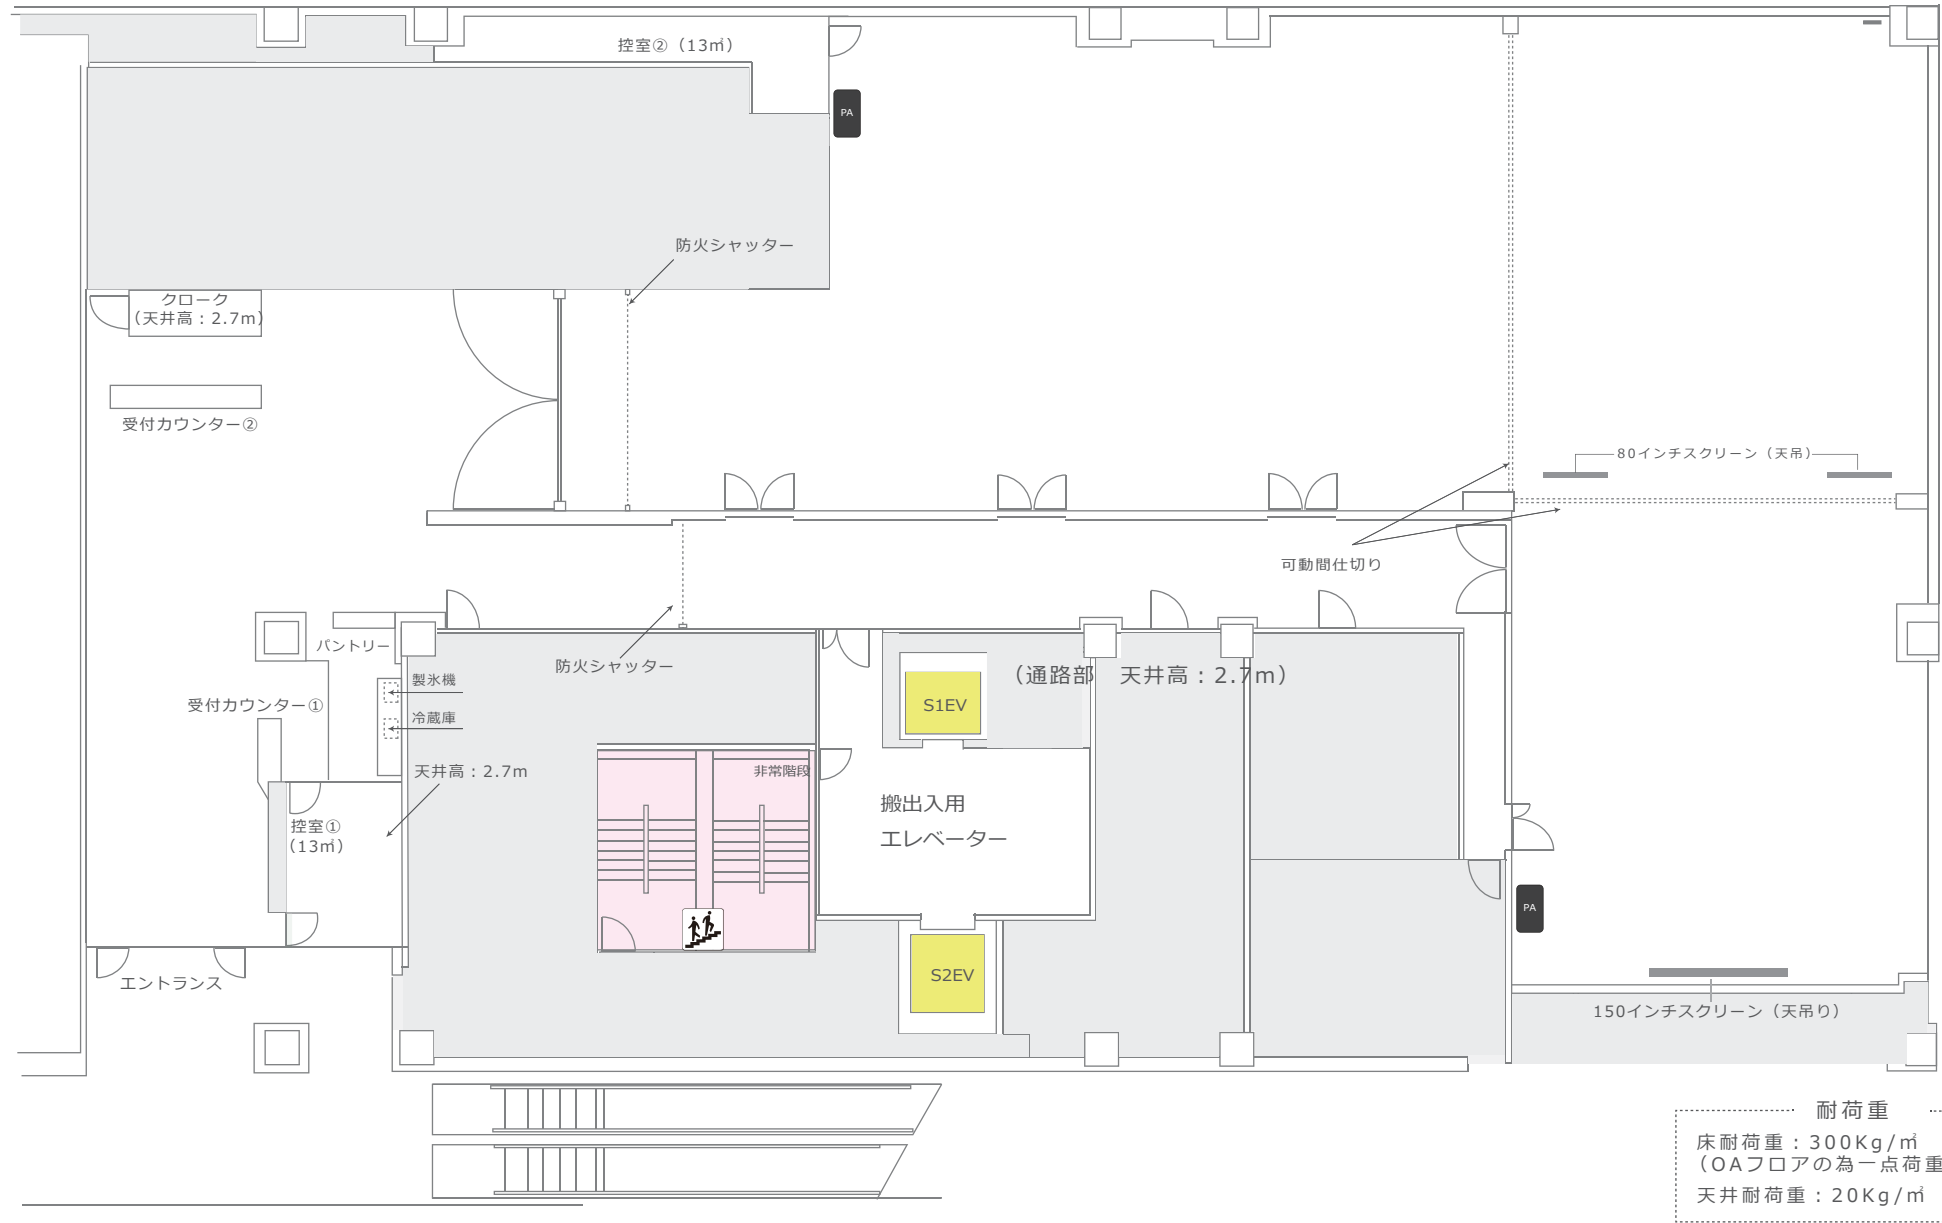 控室②（13㎡）
PA
防火シャッター
クローク
（天井高：2.7m）
受付カウンター②
80インチスクリーン（天吊）
可動間仕切り
パントリー
防火シャッター
（通路部　天井高：2.7m）
製氷機
受付カウンター①
冷蔵庫
S1EV
天井高：2.7m
非常階段
搬出入用
エレベーター
控室①
（13㎡）
PA
エントランス
S2EV
150インチスクリーン（天吊り）
耐荷重
床耐荷重：300Kg/㎡
（OAフロアの為一点荷重
天井耐荷重：20Kg/㎡